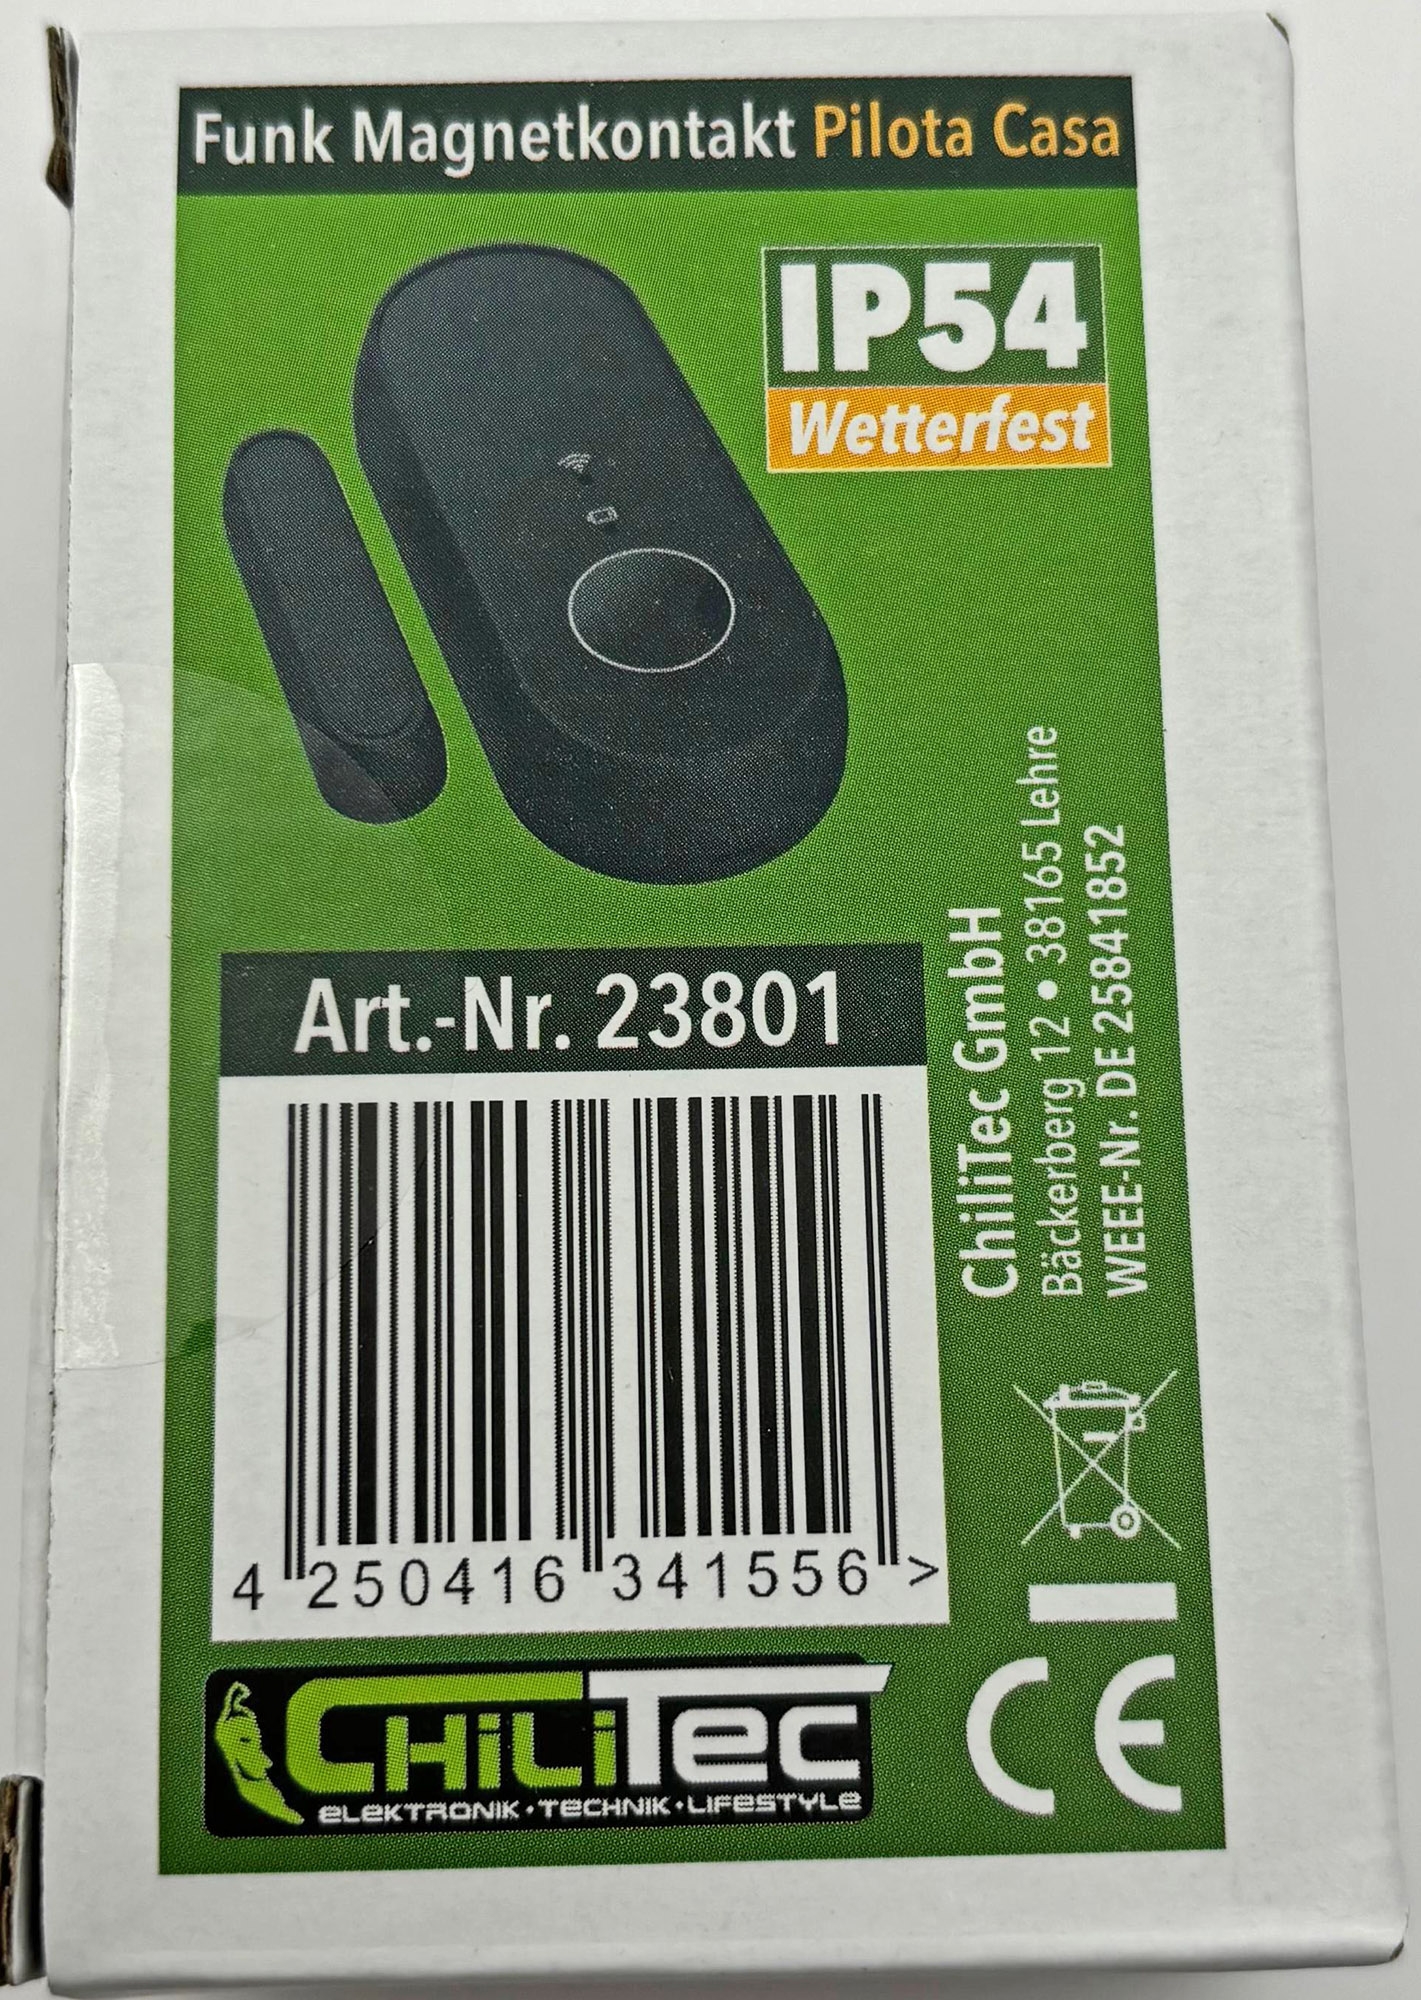 Funk Magnetkontakt Pilota Casa
IP54
Wetterfest
Art.-Nr. 23801
4 250416 341556 >
ChiliTec GmbH
Bäckerberg 12 • 38165 Lehre
WEEE-Nr. DE 25841852
CHiLiTec
ELEKTRONIK · TECHNIK · LIFESTYLE
CE